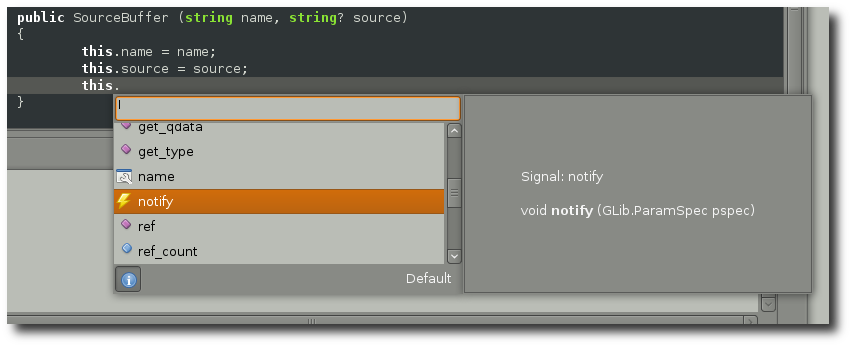 public SourceBuffer (string name, string? source)
{
this.name = name;
this.source = source;
this.
}
get_qdata
get_type
name
notify
ref
ref_count
Default
Signal: notify
void notify (GLib.ParamSpec pspec)